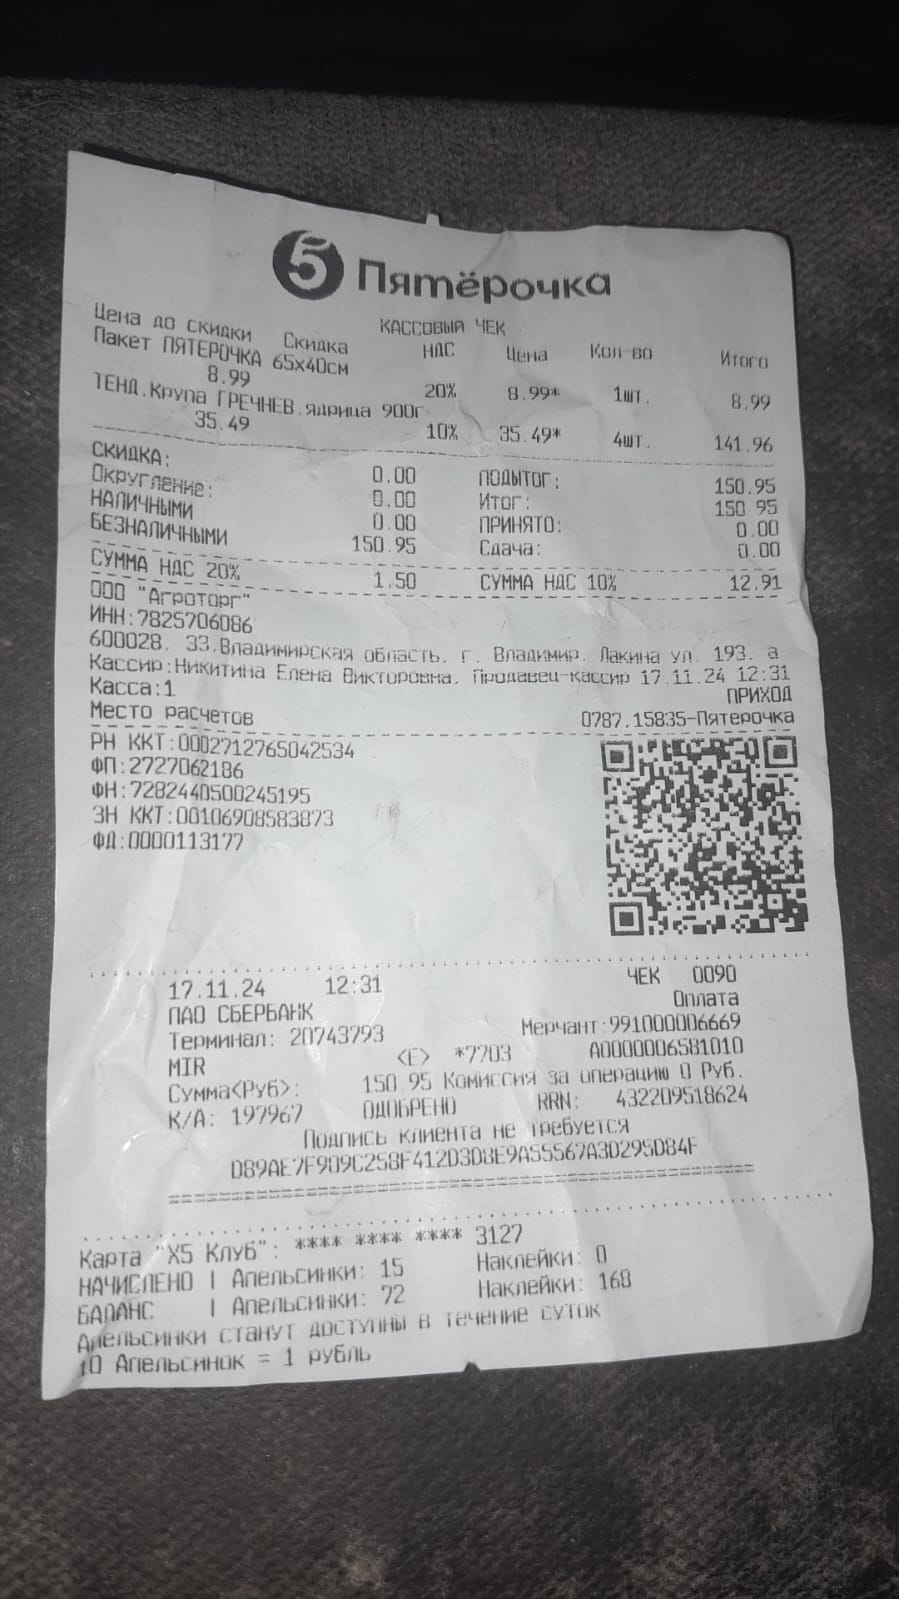 5 Пятёрочка
КАССОВЫЙ ЧЕК
Цена до скидки Скидка НДС Цена Кол-во Итого
Пакет ПЯТЕРОЧКА 65х40см
8.99 20% 8.99* 1шт. 8.99
ТЕНД.Крупа ГРЕЧНЕВ.ядрица 900г
35.49 10% 35.49* 4шт. 141.96
СКИДКА: 0.00 ПОДЫТОГ: 150.95
Округление: 0.00 Итог: 150.95
НАЛИЧНЫМИ 0.00 ПРИНЯТО: 0.00
БЕЗНАЛИЧНЫМИ 150.95 Сдача: 0.00
СУММА НДС 20% 1.50 СУММА НДС 10% 12.91
ООО "Агроторг"
ИНН:7825706086
600028. 33.Владимирская область. г. Владимир. Лакина ул. 193. а
Кассир:Никитина Елена Викторовна. Продавец-кассир 17.11.24 12:31
Касса:1 ПРИХОД
Место расчетов 0787.15835-Пятерочка
РН ККТ:0002712765042534
ФП:2727062186
ФН:7282440500245195
ЗН ККТ:00106908583873
ФД:0000113177
ЧЕК 0090
17.11.24 12:31 Оплата
ПАО СБЕРБАНК
Терминал: 20743793 Мерчант:991000006669
MIR <E> *7703 A0000006581010
Сумма<Руб>: 150.95 Комиссия за операцию 0 Руб.
К/А: 197967 ОДОБРЕНО RRN: 432209518624
Подпись клиента не требуется
D89AE7F909C258F412D3D8E9A55567A3D295D84F
Карта "X5 Клуб": **** **** **** 3127
НАЧИСЛЕНО | Апельсинки: 15 Наклейки: 0
БАЛАНС | Апельсинки: 72 Наклейки: 168
Апельсинки станут доступны в течение суток
10 Апельсинок = 1 рубль